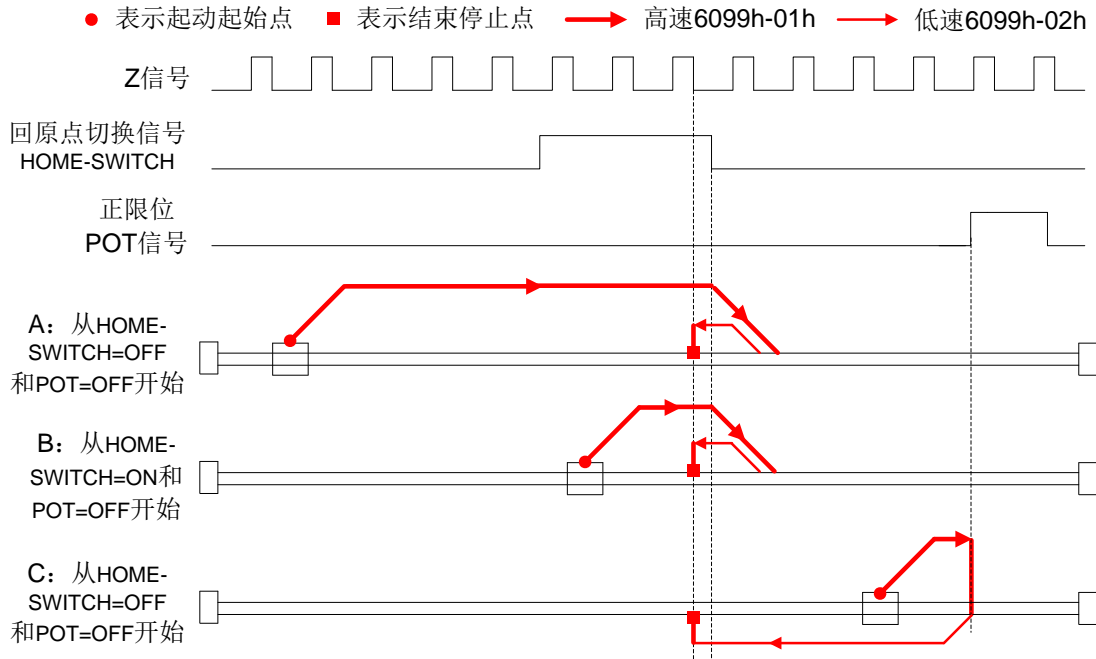 表示起动起始点 表示结束停止点 高速6099h-01h 低速6099h-02h
Z信号
回原点切换信号
HOME-SWITCH
正限位
POT信号
A：从HOME-
SWITCH=OFF
和POT=OFF开始
B：从HOME-
SWITCH=ON和
POT=OFF开始
C：从HOME-
SWITCH=OFF
和POT=OFF开始